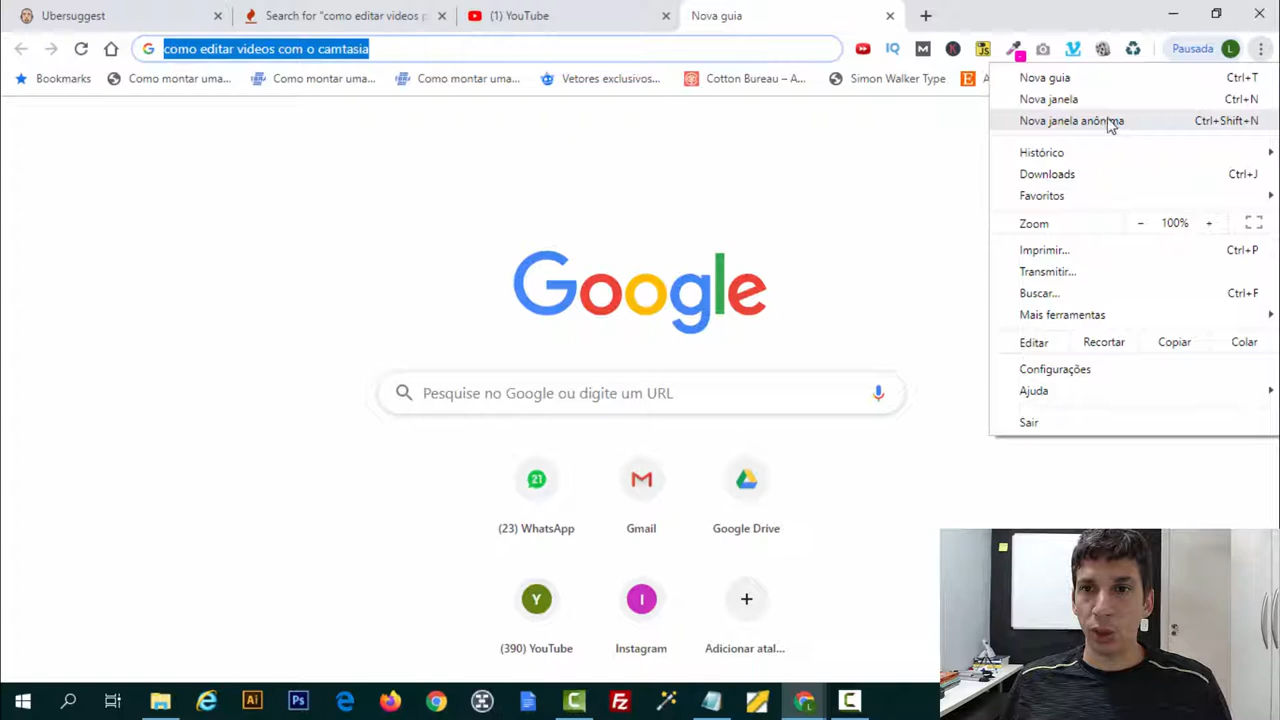 Ubersuggest
Search for "como editar videos p
(1) YouTube
Nova guia
como editar videos com o camtasia
Pausada L
Bookmarks
Como montar uma...
Como montar uma...
Como montar uma...
Vetores exclusivos...
Cotton Bureau – A...
Simon Walker Type
Nova guia Ctrl+T
Nova janela Ctrl+N
Nova janela anônima Ctrl+Shift+N
Histórico
Downloads Ctrl+J
Favoritos
Zoom - 100% +
Imprimir... Ctrl+P
Transmitir...
Buscar... Ctrl+F
Mais ferramentas
Editar Recortar Copiar Colar
Configurações
Ajuda
Sair
Google
Pesquise no Google ou digite um URL
21
(23) WhatsApp
Gmail
Google Drive
Y
I
(390) YouTube
Instagram
Adicionar atal...
Ai
Ps